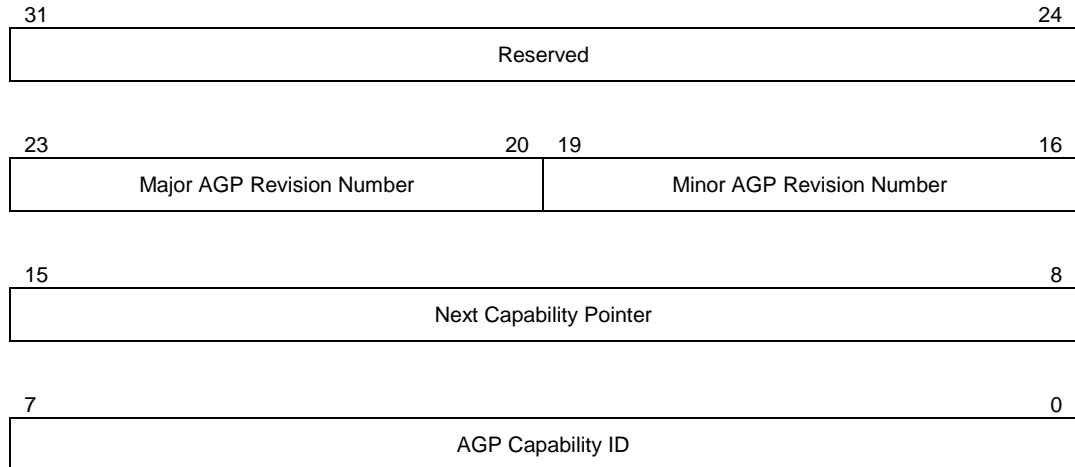 31 24
Reserved
23 20 19 16
Major AGP Revision Number Minor AGP Revision Number
15 8
Next Capability Pointer
7 0
AGP Capability ID